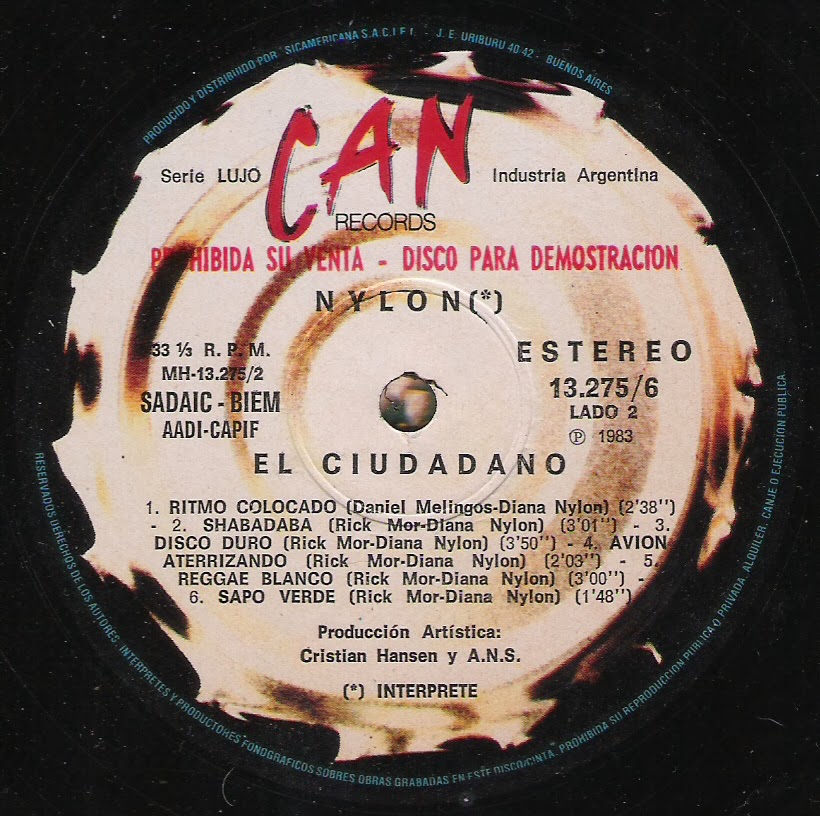 PRODUCIDO Y DISTRIBUIDO POR SICAMERICANA S.A.C.I.F.I. - J. E. URIBURU 40-42 - BUENOS AIRES
CAN
Serie LUJO
Industria Argentina
RECORDS
PROHIBIDA SU VENTA - DISCO PARA DEMOSTRACION
NYLON(*)
33 ⅓ R. P. M.
MH-13.275/2
SADAIC - BIEM
AADI-CAPIF
ESTEREO
13.275/6
LADO 2
℗ 1983
EL CIUDADANO
1. RITMO COLOCADO (Daniel Melingos-Diana Nylon) (2'38'')
- 2. SHABADABA (Rick Mor-Diana Nylon) (3'01'') - 3.
DISCO DURO (Rick Mor-Diana Nylon) (3'50'') - 4. AVION
ATERRIZANDO (Rick Mor-Diana Nylon) (2'03'') - 5.
REGGAE BLANCO (Rick Mor-Diana Nylon) (3'00'') -
6. SAPO VERDE (Rick Mor-Diana Nylon) (1'48'')
Producción Artística:
Cristian Hansen y A.N.S.
(*) INTERPRETE
RESERVADOS DERECHOS DE LOS AUTORES, INTERPRETES Y PRODUCTORES FONOGRAFICOS SOBRE OBRAS GRABADAS EN ESTE DISCO/CINTA. PROHIBIDA SU REPRODUCCION PUBLICA O PRIVADA, ALQUILER, CANJE O EJECUCION PUBLICA.